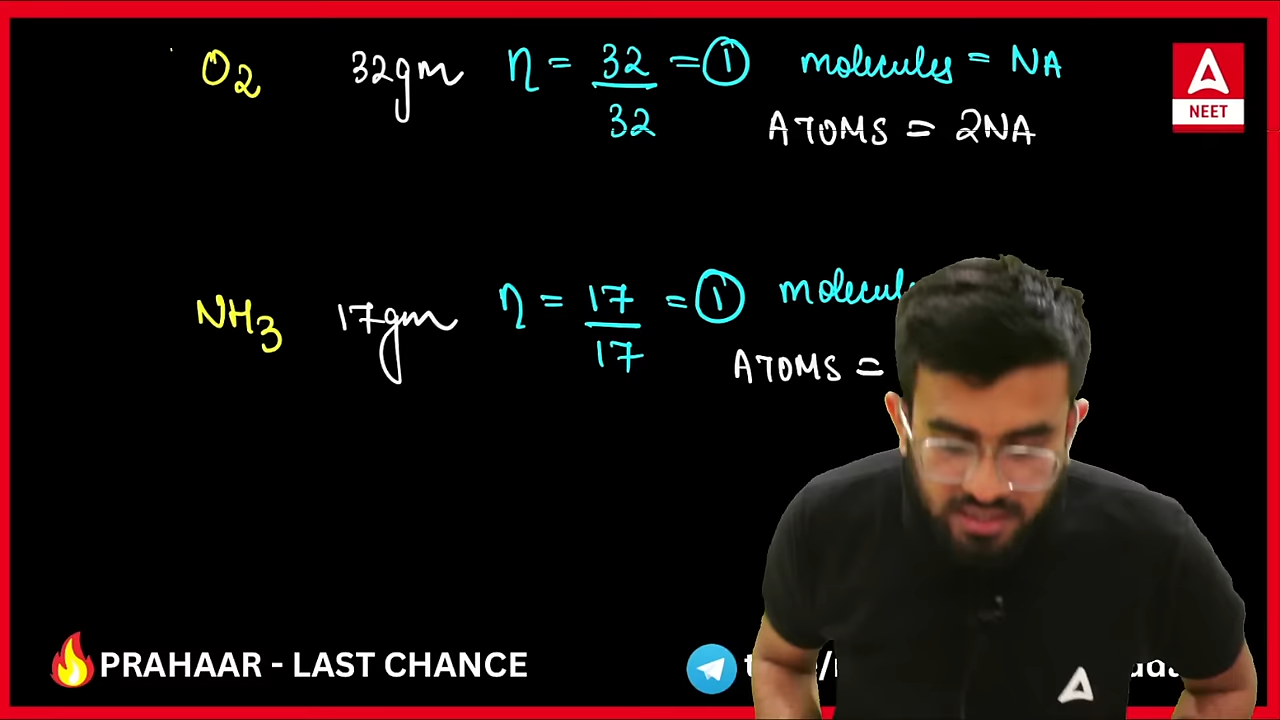 O2 32gm η = 32/32 = 1 molecules = NA
ATOMS = 2NA
NEET
NH3 17gm η = 17/17 = 1
ATOMS =
PRAHAAR - LAST CHANCE